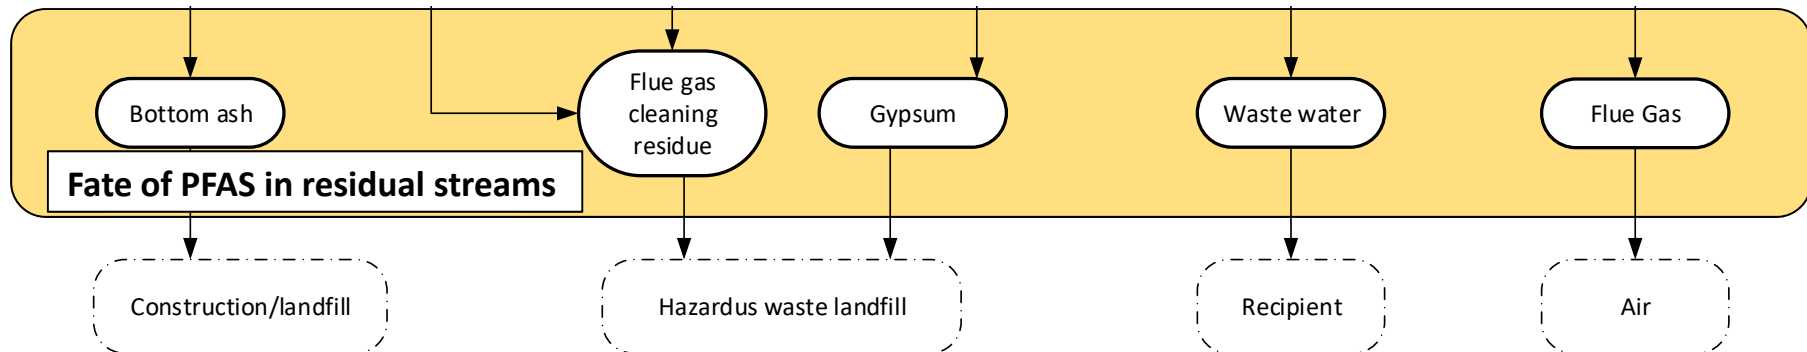 Bottom ash
Flue gas
cleaning
residue
Gypsum
Waste water
Flue Gas
Fate of PFAS in residual streams
Construction/landfill
Hazardus waste landfill
Recipient
Air